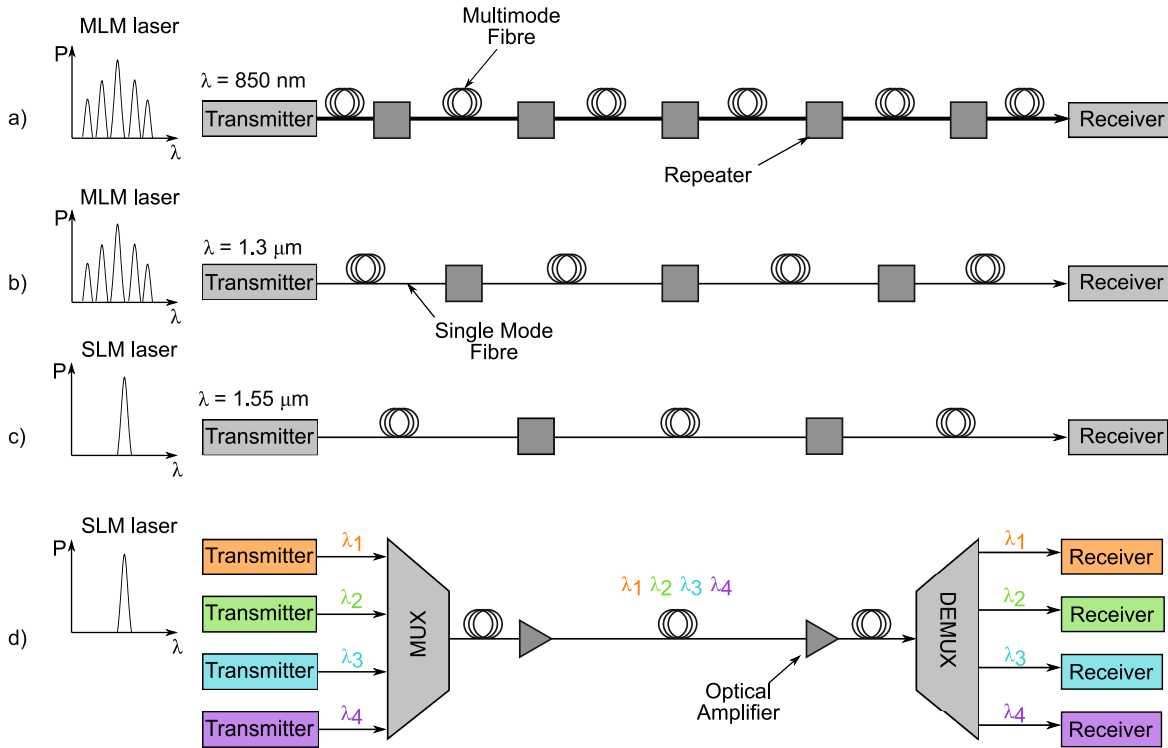 MLM laser
P
λ
a)
λ = 850 nm
Transmitter
Multimode
Fibre
Repeater
Receiver
MLM laser
P
λ
b)
λ = 1.3 μm
Transmitter
Single Mode
Fibre
Receiver
SLM laser
P
λ
c)
λ = 1.55 μm
Transmitter
Receiver
SLM laser
P
λ
d)
Transmitter
λ1
Transmitter
λ2
Transmitter
λ3
Transmitter
λ4
MUX
λ1 λ2 λ3 λ4
Optical
Amplifier
DEMUX
λ1
Receiver
λ2
Receiver
λ3
Receiver
λ4
Receiver